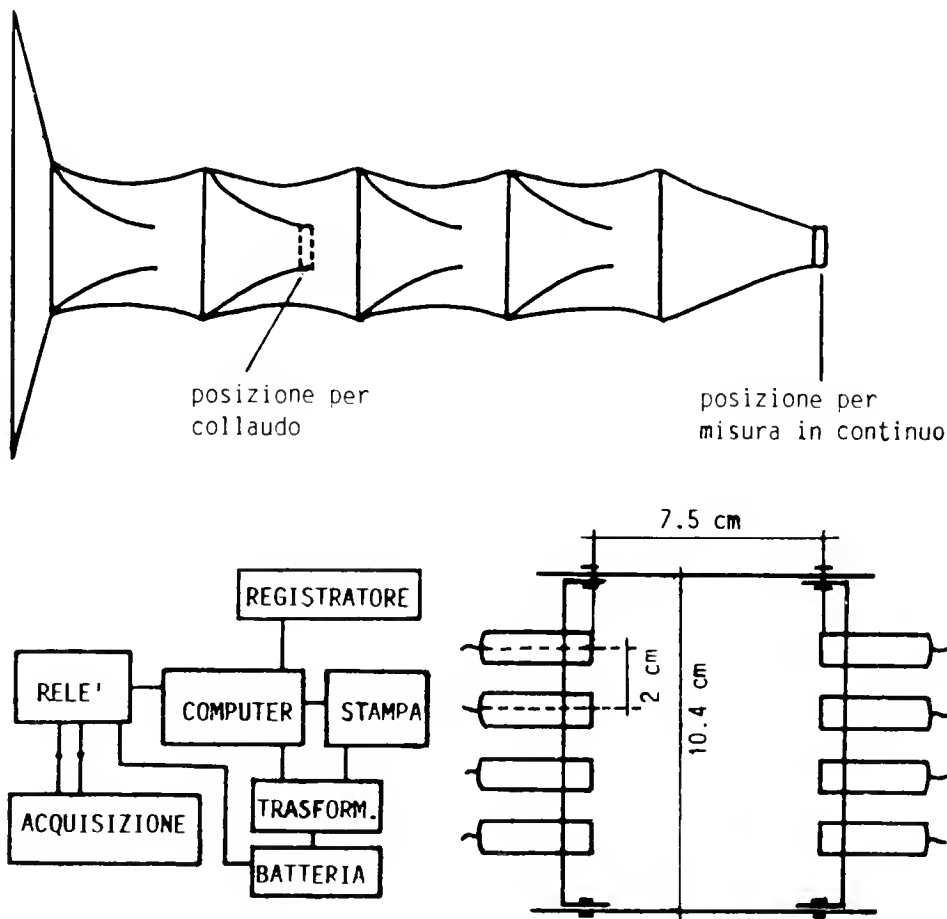 posizione per
collaudo
posizione per
misura in continuo
REGISTRATORE
RELE'
COMPUTER
STAMPA
ACQUISIZIONE
TRASFORM.
BATTERIA
7.5 cm
2 cm
10.4 cm